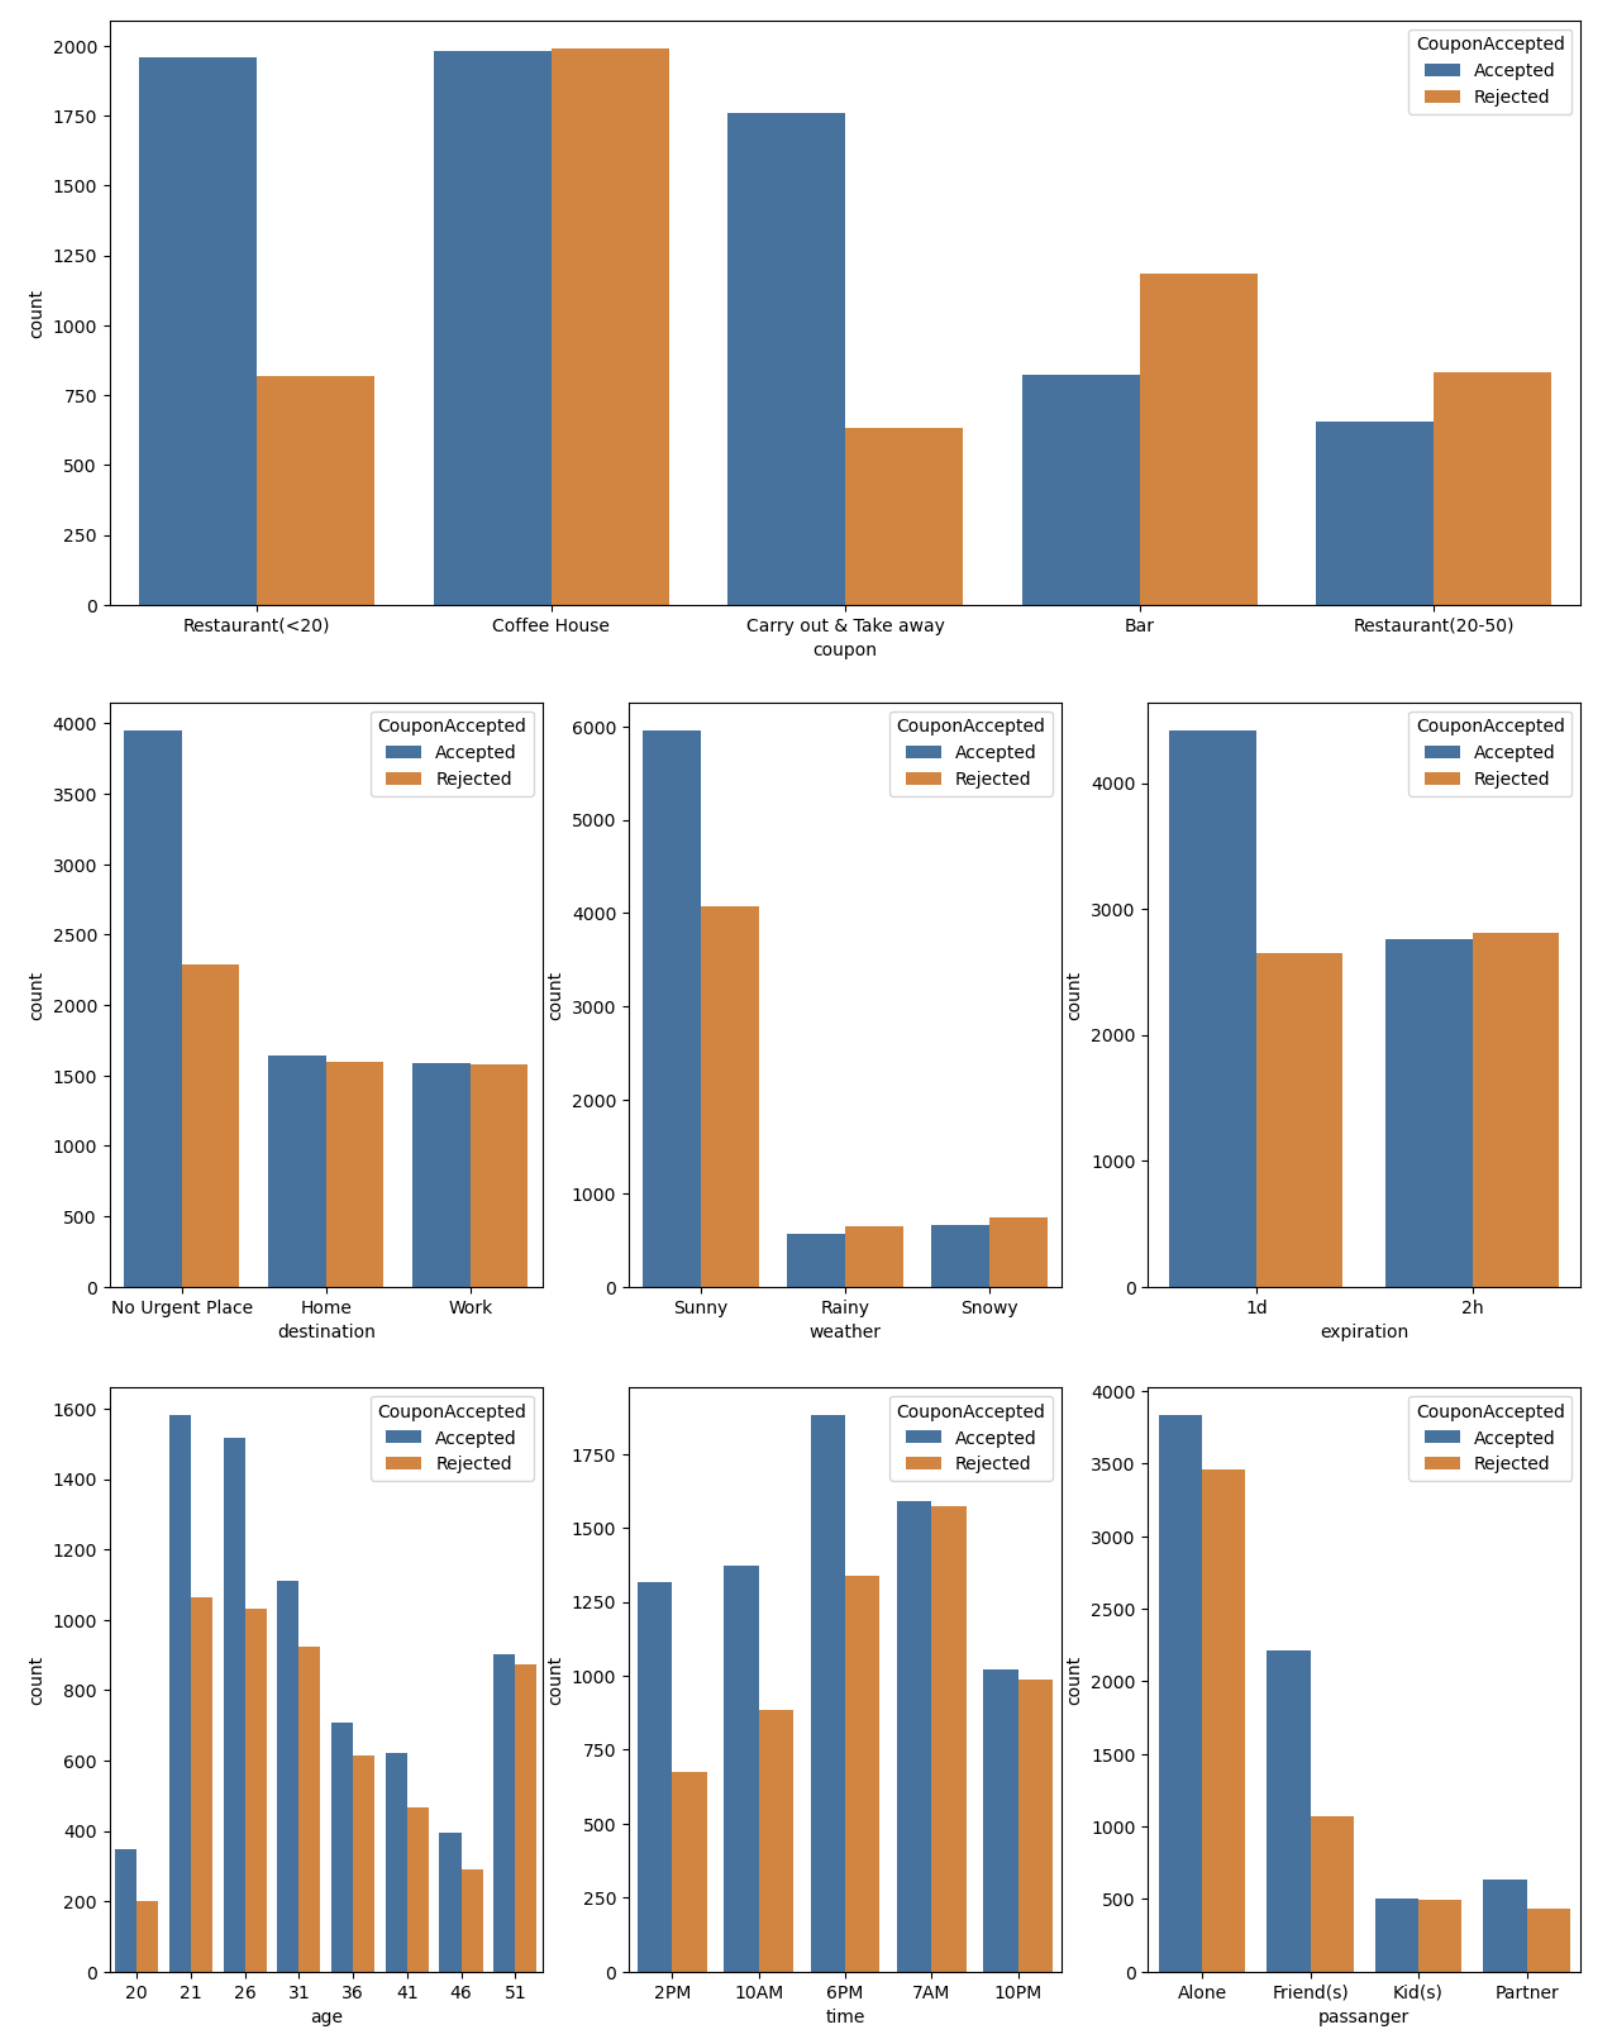 2000
1750
1500
1250
1000
750
500
250
0
count
CouponAccepted
Accepted
Rejected
Restaurant(<20) Coffee House Carry out & Take away Bar Restaurant(20-50)
coupon
4000
3500
3000
2500
2000
1500
1000
500
0
count
CouponAccepted
Accepted
Rejected
No Urgent Place Home Work
destination
6000
5000
4000
3000
2000
1000
0
count
CouponAccepted
Accepted
Rejected
Sunny Rainy Snowy
weather
4000
3000
2000
1000
0
count
CouponAccepted
Accepted
Rejected
1d 2h
expiration
1600
1400
1200
1000
800
600
400
200
0
count
CouponAccepted
Accepted
Rejected
20 21 26 31 36 41 46 51
age
1750
1500
1250
1000
750
500
250
0
count
CouponAccepted
Accepted
Rejected
2PM 10AM 6PM 7AM 10PM
time
4000
3500
3000
2500
2000
1500
1000
500
0
count
CouponAccepted
Accepted
Rejected
Alone Friend(s) Kid(s) Partner
passanger